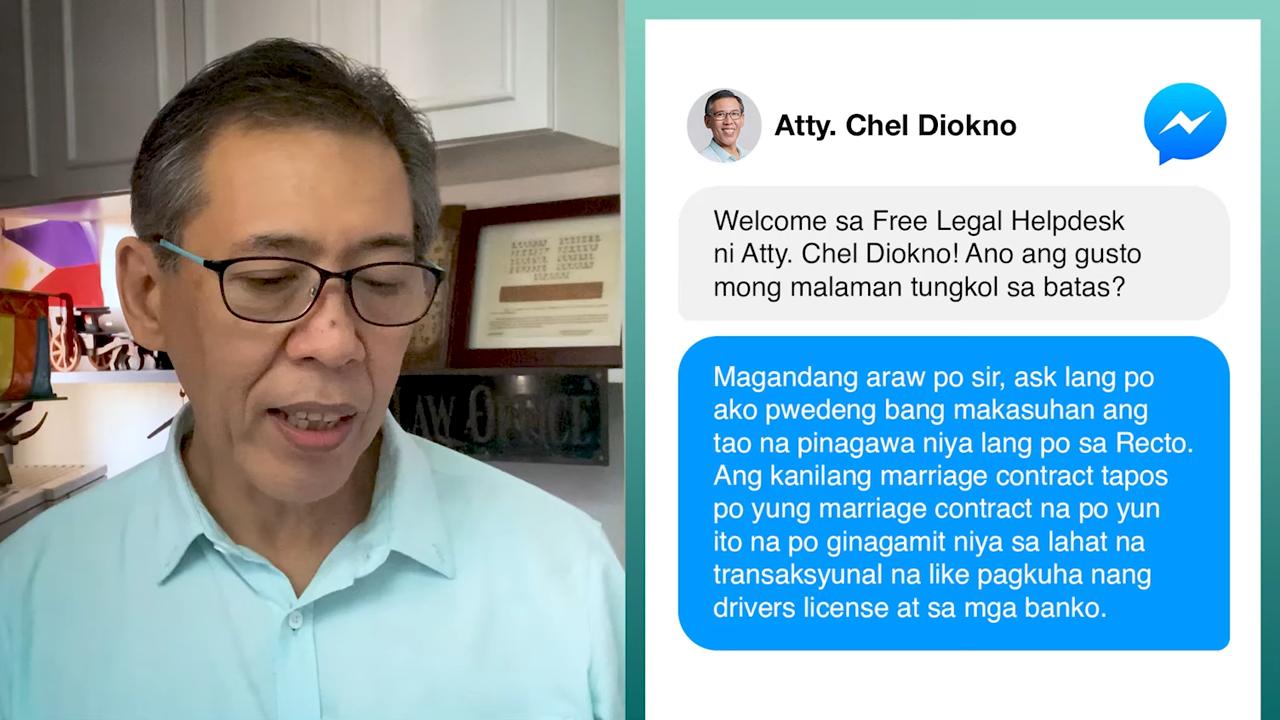 LAW OFFICE
Atty. Chel Diokno
Welcome sa Free Legal Helpdesk
ni Atty. Chel Diokno! Ano ang gusto
mong malaman tungkol sa batas?
Magandang araw po sir, ask lang po
ako pwedeng bang makasuhan ang
tao na pinagawa niya lang po sa Recto.
Ang kanilang marriage contract tapos
po yung marriage contract na po yun
ito na po ginagamit niya sa lahat na
transaksyunal na like pagkuha nang
drivers license at sa mga banko.